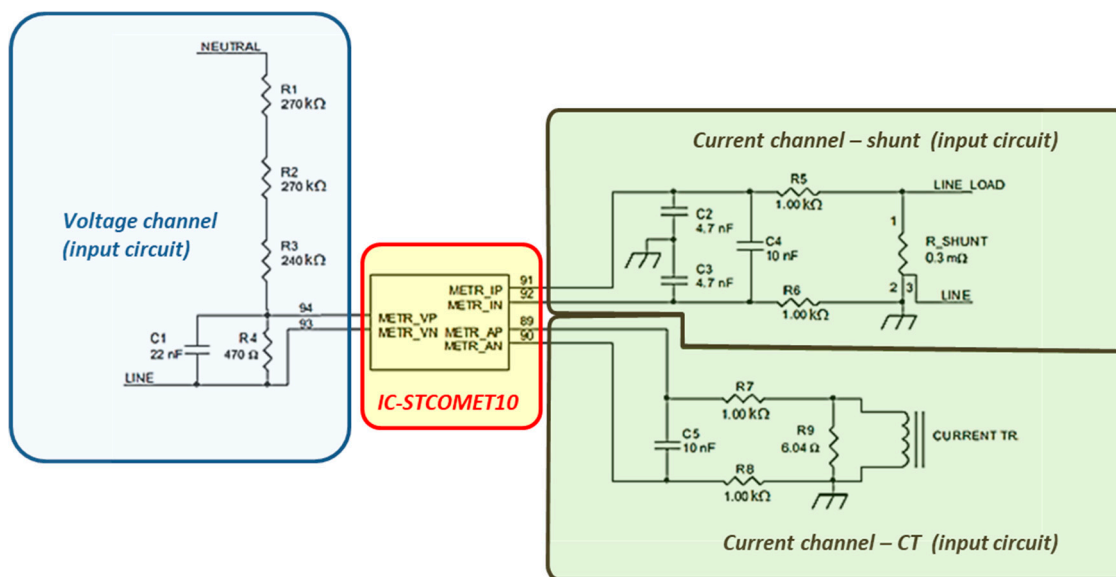 NEUTRAL
R1
270 kΩ
R2
270 kΩ
R3
240 kΩ
Voltage channel
(input circuit)
C1
22 nF
R4
470 Ω
LINE
94
93
METR_IP
METR_IN
METR_VP
METR_VN
METR_AP
METR_AN
91
92
89
90
IC-STCOMET10
Current channel – shunt (input circuit)
R5
1.00 kΩ
LINE_LOAD
C2
4.7 nF
C4
10 nF
C3
4.7 nF
1
R_SHUNT
0.3 mΩ
2
3
LINE
R6
1.00 kΩ
R7
1.00 kΩ
C5
10 nF
R9
6.04 Ω
CURRENT TR.
R8
1.00 kΩ
Current channel – CT (input circuit)